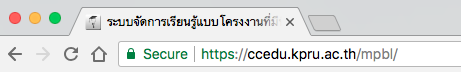 ระบบจัดการเรียนรู้แบบโครงงานที่มี
Secure https://ccedu.kpru.ac.th/mpbl/